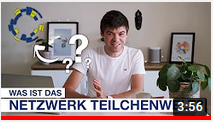 ???
WAS IST DAS
NETZWERK TEILCHENW
3:56